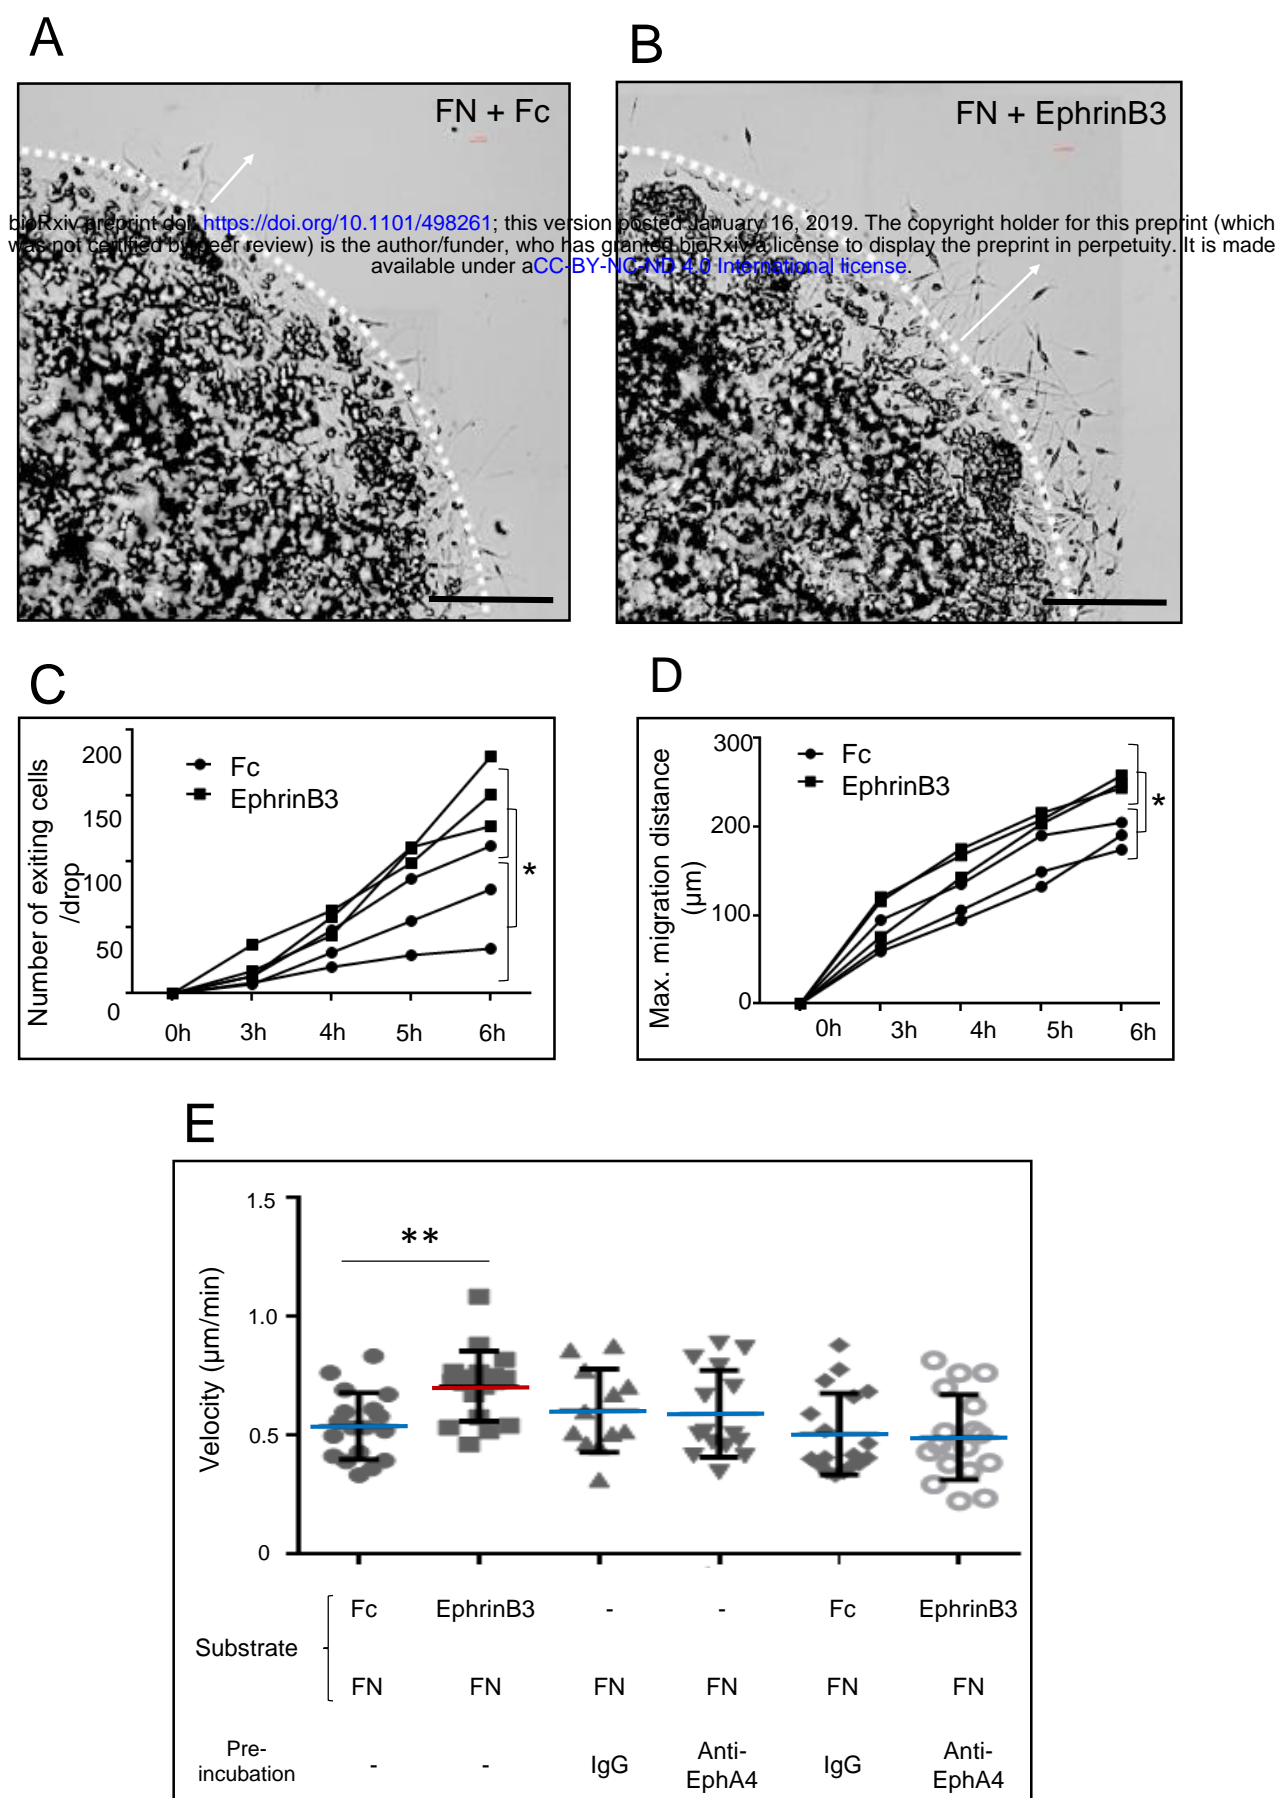 A
B
FN + Fc
FN + EphrinB3
bioRxiv preprint doi: https://doi.org/10.1101/498261; this version posted January 16, 2019. The copyright holder for this preprint (which
was not certified by peer review) is the author/funder, who has granted bioRxiv a license to display the preprint in perpetuity. It is made
available under aCC-BY-NC-ND 4.0 International license.
C
Number of exiting cells
/drop
200
150
100
50
0
Fc
EphrinB3
*
0h 3h 4h 5h 6h
D
Max. migration distance
(µm)
300
200
100
0
Fc
EphrinB3
*
0h 3h 4h 5h 6h
E
Velocity (µm/min)
1.5
1.0
0.5
0
**
Substrate
Fc EphrinB3 - - Fc EphrinB3
FN FN FN FN FN FN
Pre-
incubation
- - IgG Anti-
EphA4 IgG Anti-
EphA4